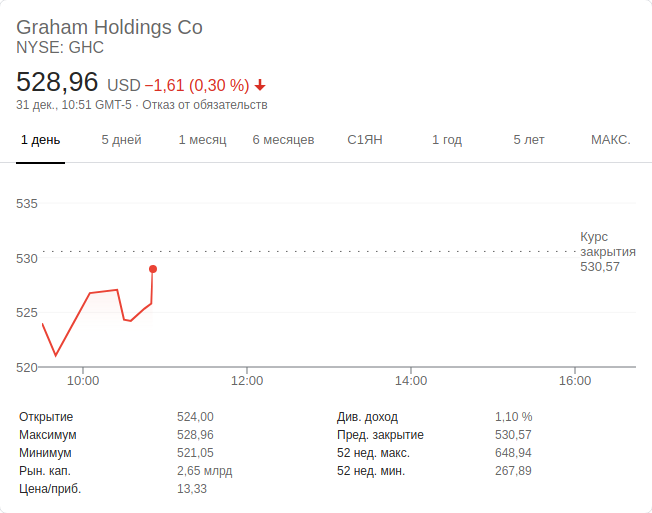 Graham Holdings Co
NYSE: GHC
528,96 USD −1,61 (0,30 %)
31 дек., 10:51 GMT-5 · Отказ от обязательств
1 день 5 дней 1 месяц 6 месяцев С1ЯН 1 год 5 лет МАКС.
535
530
525
520
Курс
закрытия
530,57
10:00 12:00 14:00 16:00
Открытие 524,00 Див. доход 1,10 %
Максимум 528,96 Пред. закрытие 530,57
Минимум 521,05 52 нед. макс. 648,94
Рын. кап. 2,65 млрд 52 нед. мин. 267,89
Цена/приб. 13,33